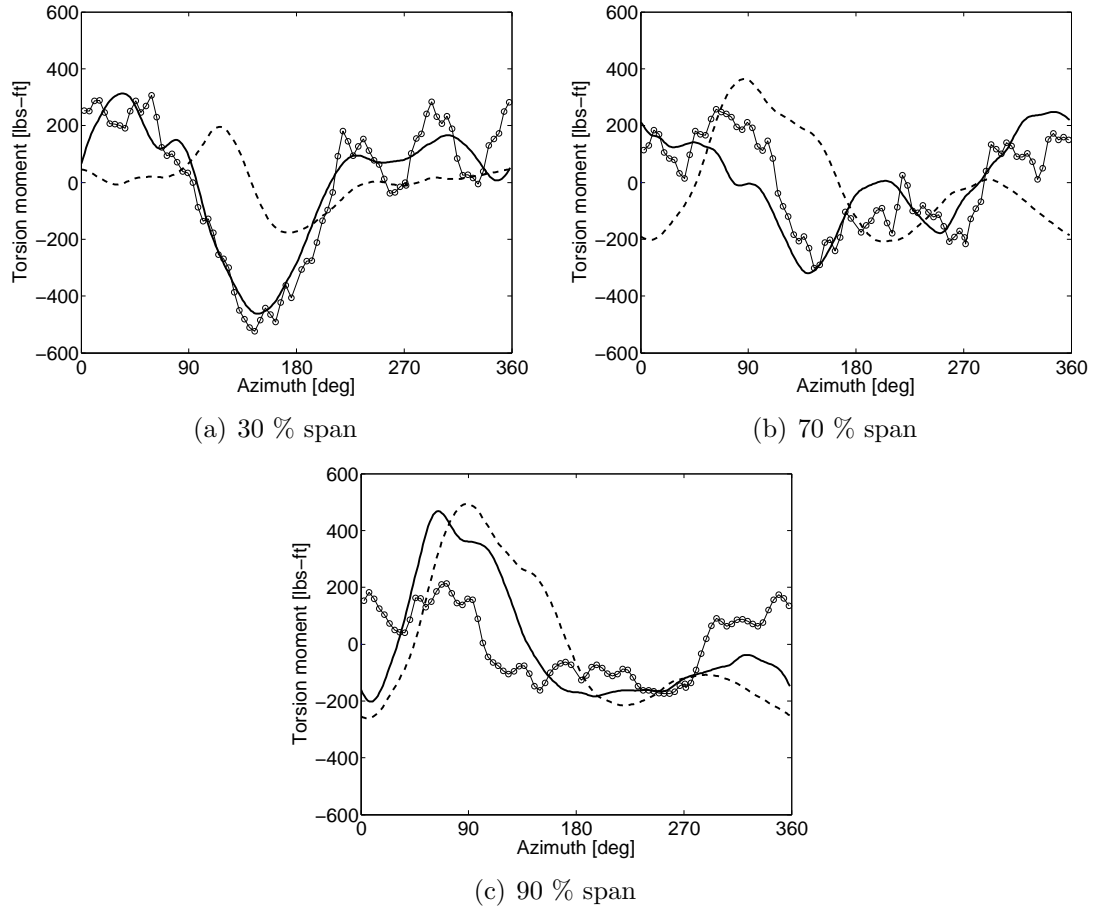 600
400
200
0
−200
−400
−600
Torsion moment [lbs−ft]
0 90 180 270 360
Azimuth [deg]
(a) 30 % span
600
400
200
0
−200
−400
−600
Torsion moment [lbs−ft]
0 90 180 270 360
Azimuth [deg]
(b) 70 % span
600
400
200
0
−200
−400
−600
Torsion moment [lbs−ft]
0 90 180 270 360
Azimuth [deg]
(c) 90 % span